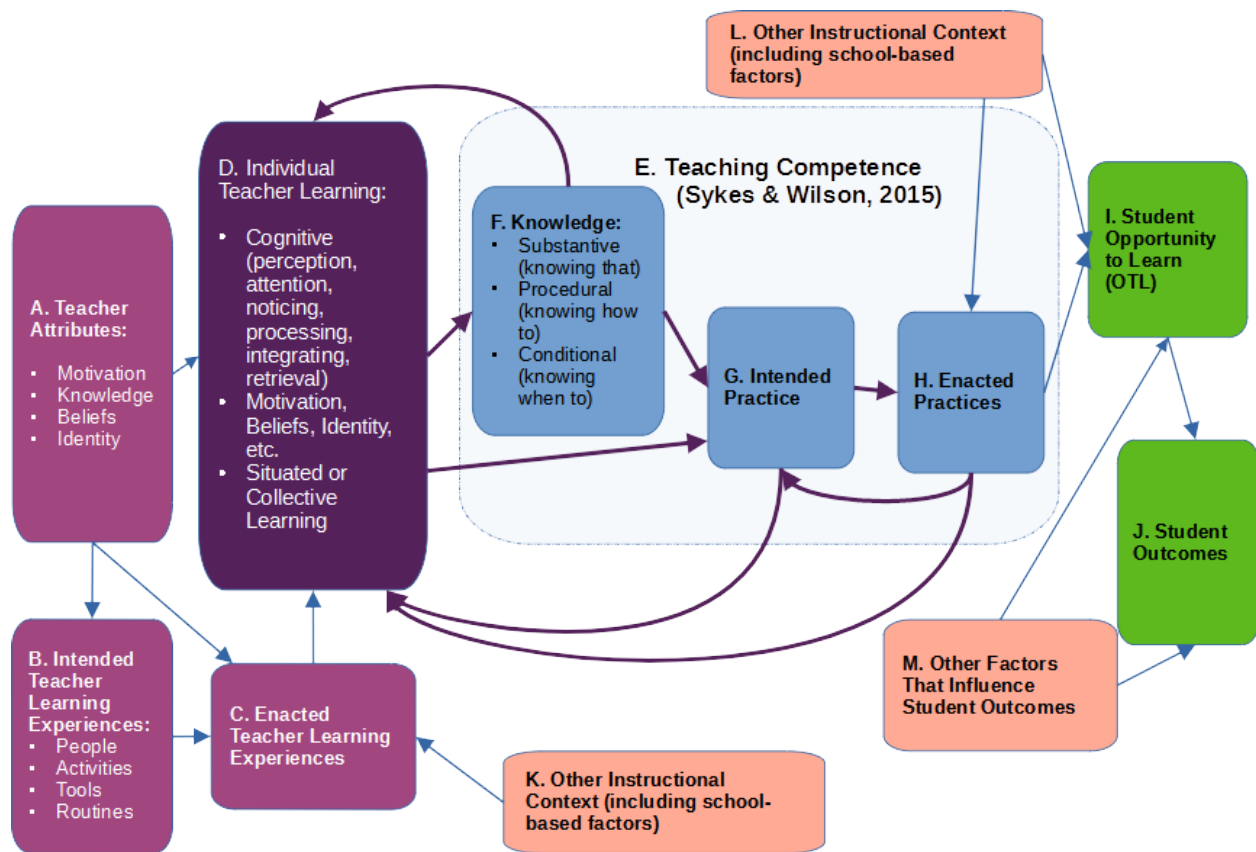 L. Other Instructional Context
(including school-based
factors)
D. Individual
Teacher Learning:
▪ Cognitive
(perception,
attention,
noticing,
processing,
integrating,
retrieval)
▪ Motivation,
Beliefs, Identity,
etc.
▪ Situated or
Collective
Learning
E. Teaching Competence
(Sykes & Wilson, 2015)
F. Knowledge:
▪ Substantive
(knowing that)
▪ Procedural
(knowing how
to)
▪ Conditional
(knowing
when to)
I. Student
Opportunity
to Learn
(OTL)
A. Teacher
Attributes:
▪ Motivation
▪ Knowledge
▪ Beliefs
▪ Identity
G. Intended
Practice
H. Enacted
Practices
J. Student
Outcomes
B. Intended
Teacher
Learning
Experiences:
▪ People
▪ Activities
▪ Tools
▪ Routines
C. Enacted
Teacher Learning
Experiences
M. Other Factors
That Influence
Student Outcomes
K. Other Instructional
Context (including school-
based factors)